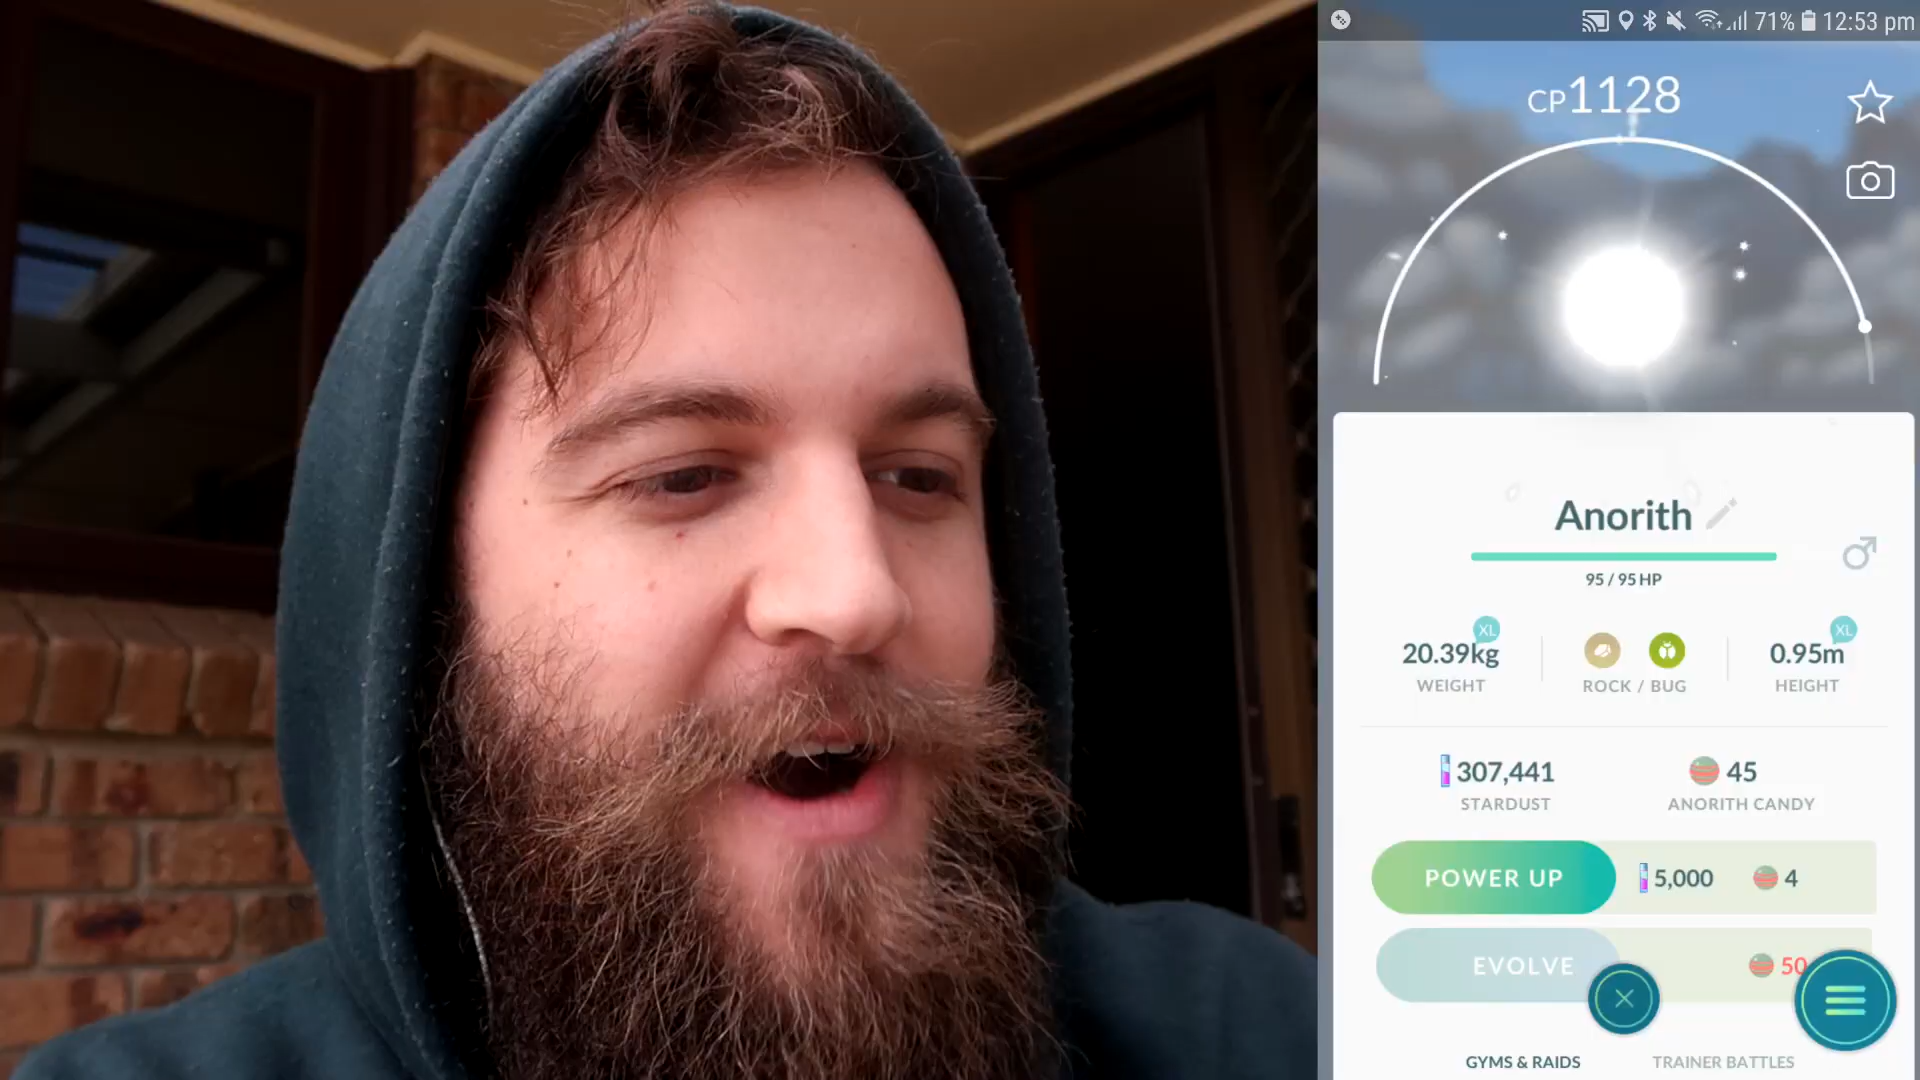 71% 12:53 pm
CP1128
Anorith
95 / 95 HP
XL XL
20.39kg 0.95m
WEIGHT ROCK / BUG HEIGHT
307,441 45
STARDUST ANORITH CANDY
POWER UP 5,000 4
EVOLVE 50
GYMS & RAIDS TRAINER BATTLES